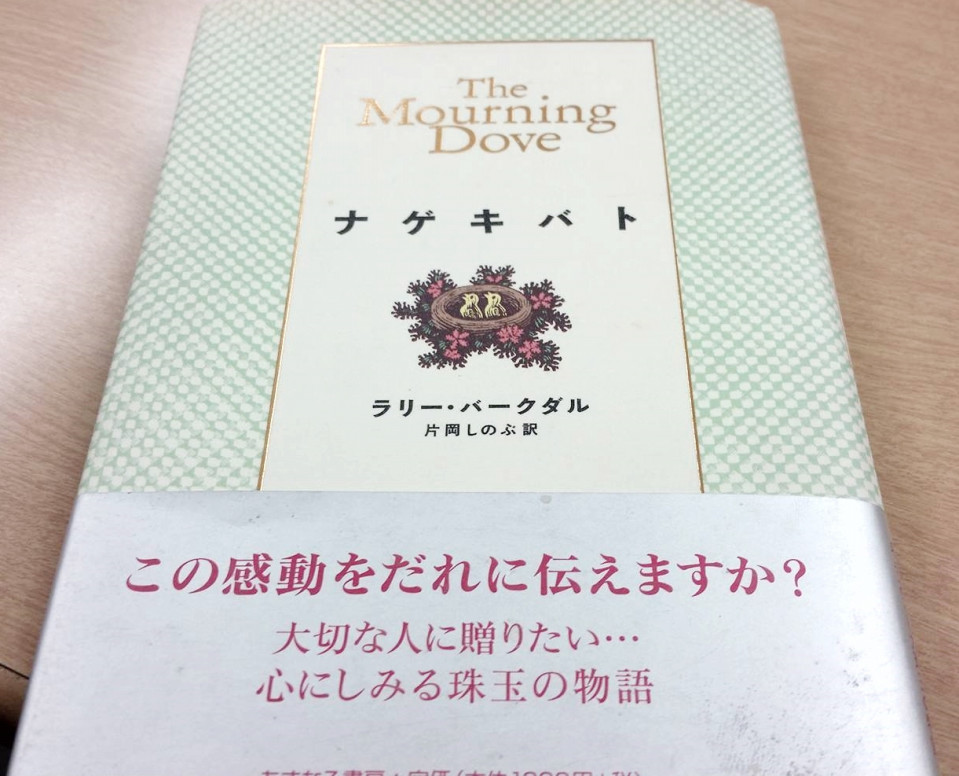 The
Mourning
Dove
ナゲキバト
ラリー・バークダル
片岡しのぶ訳
この感動をだれに伝えますか？
大切な人に贈りたい…
心にしみる珠玉の物語